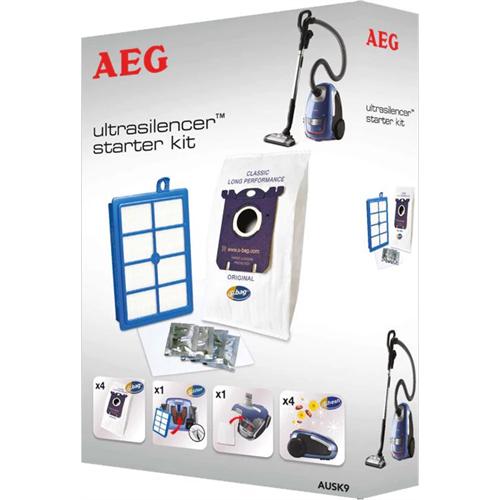 AEG
ultrasilencer™
starter kit
CLASSIC
LONG PERFORMANCE
www.s-bag.com
ORIGINAL
s-bag
x4
s-bag
x1
x1
x4
AUSK9
AEG
ultrasilencer™
starter kit